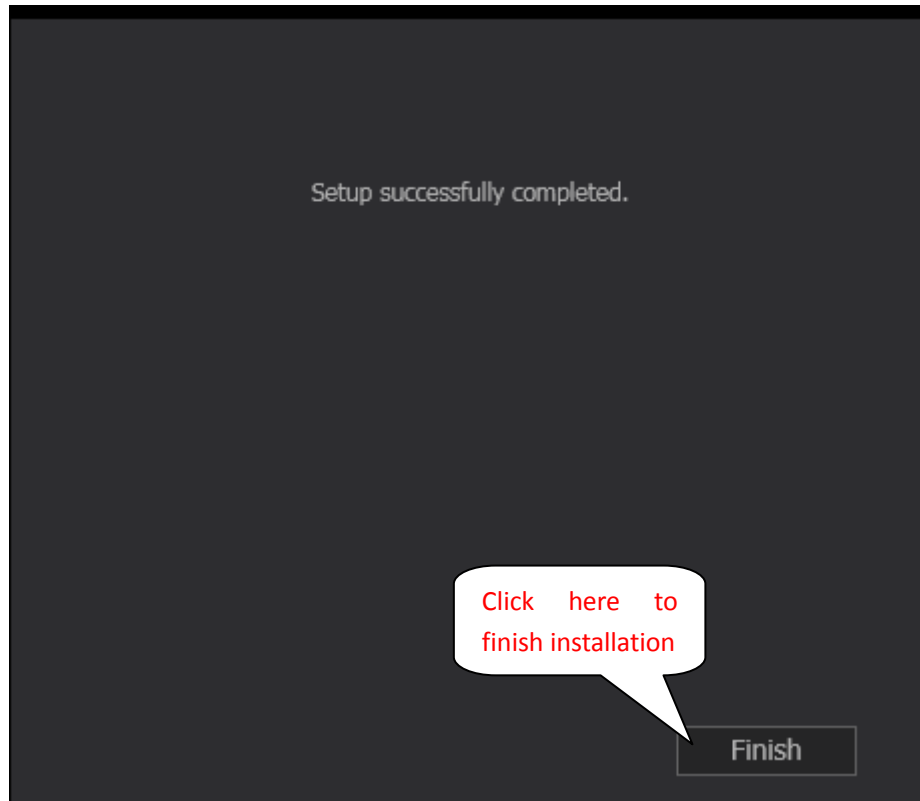 Setup successfully completed.
Click here to
finish installation
Finish